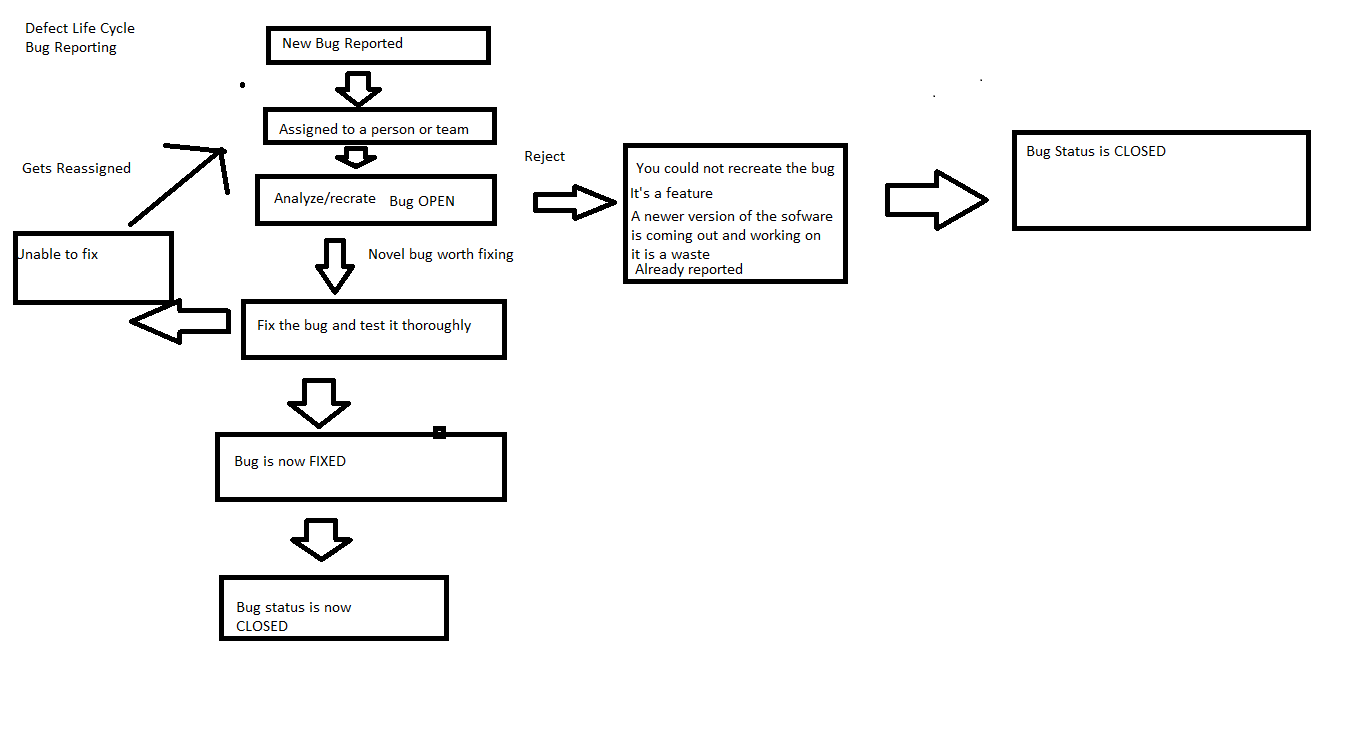 Defect Life Cycle
Bug Reporting
New Bug Reported
Assigned to a person or team
Gets Reassigned
Reject
Analyze/recrate Bug OPEN
You could not recreate the bug
It's a feature
A newer version of the sofware
is coming out and working on
it is a waste
Already reported
Bug Status is CLOSED
Unable to fix
Novel bug worth fixing
Fix the bug and test it thoroughly
Bug is now FIXED
Bug status is now
CLOSED